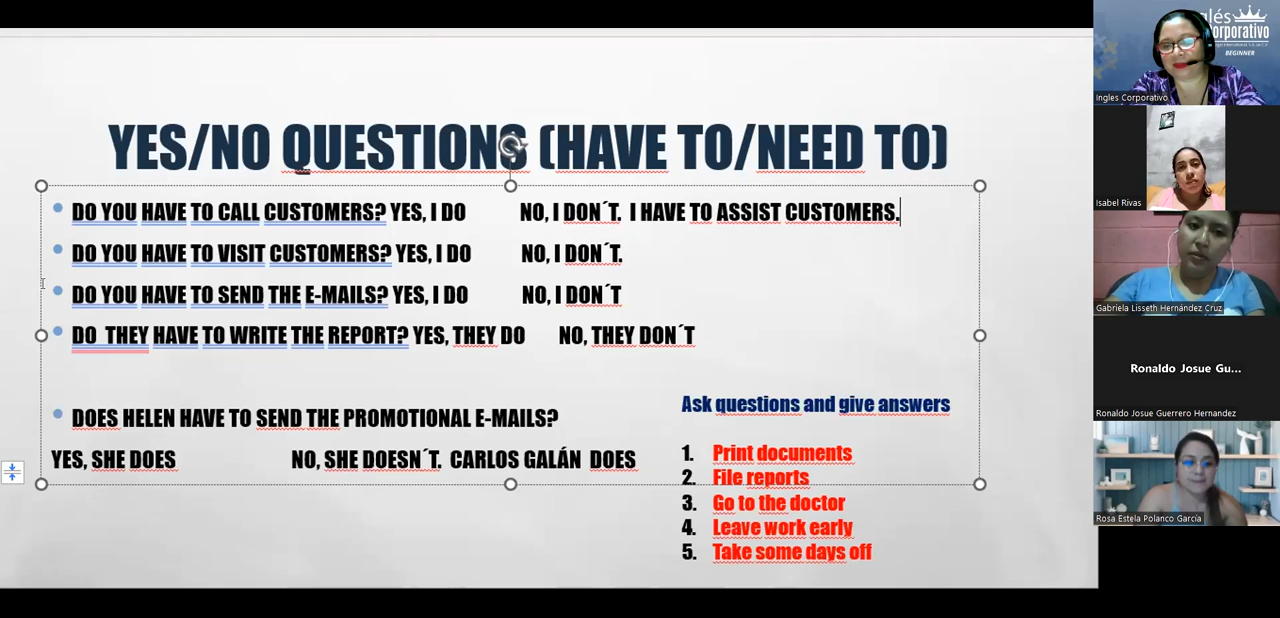 YES/NO QUESTIONS (HAVE TO/NEED TO)
DO YOU HAVE TO CALL CUSTOMERS? YES, I DO NO, I DON´T. I HAVE TO ASSIST CUSTOMERS.
DO YOU HAVE TO VISIT CUSTOMERS? YES, I DO NO, I DON´T.
DO YOU HAVE TO SEND THE E-MAILS? YES, I DO NO, I DON´T
DO THEY HAVE TO WRITE THE REPORT? YES, THEY DO NO, THEY DON´T
DOES HELEN HAVE TO SEND THE PROMOTIONAL E-MAILS?
YES, SHE DOES NO, SHE DOESN´T. CARLOS GALÁN DOES
Ask questions and give answers
1. Print documents
2. File reports
3. Go to the doctor
4. Leave work early
5. Take some days off
glés
orporativo
BEGINNER
Ingles Corporativo
Isabel Rivas
Gabriela Lisseth Hernández Cruz
Ronaldo Josue Gu...
Ronaldo Josue Guerrero Hernandez
Rosa Estela Polanco García